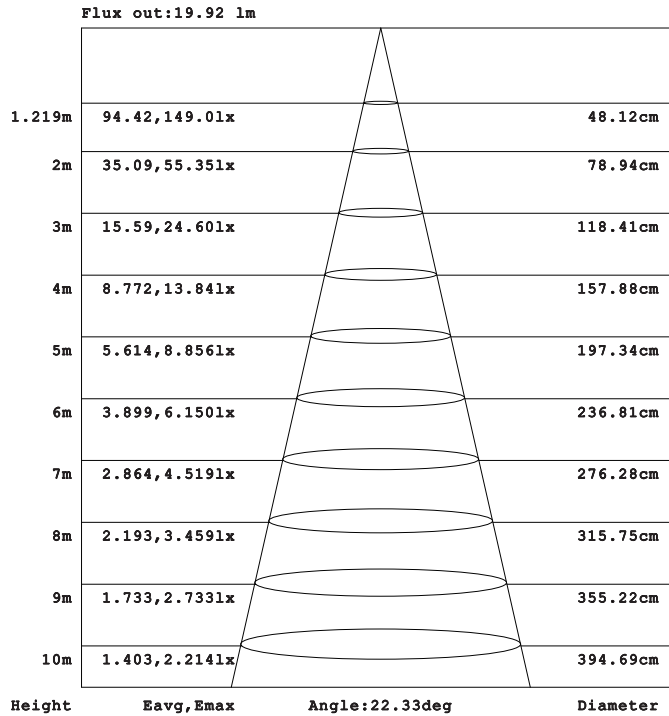 Flux out:19.92 lm
1.219m 94.42,149.0lx 48.12cm
2m 35.09,55.35lx 78.94cm
3m 15.59,24.60lx 118.41cm
4m 8.772,13.84lx 157.88cm
5m 5.614,8.856lx 197.34cm
6m 3.899,6.150lx 236.81cm
7m 2.864,4.519lx 276.28cm
8m 2.193,3.459lx 315.75cm
9m 1.733,2.733lx 355.22cm
10m 1.403,2.214lx 394.69cm
Height Eavg,Emax Angle:22.33deg Diameter